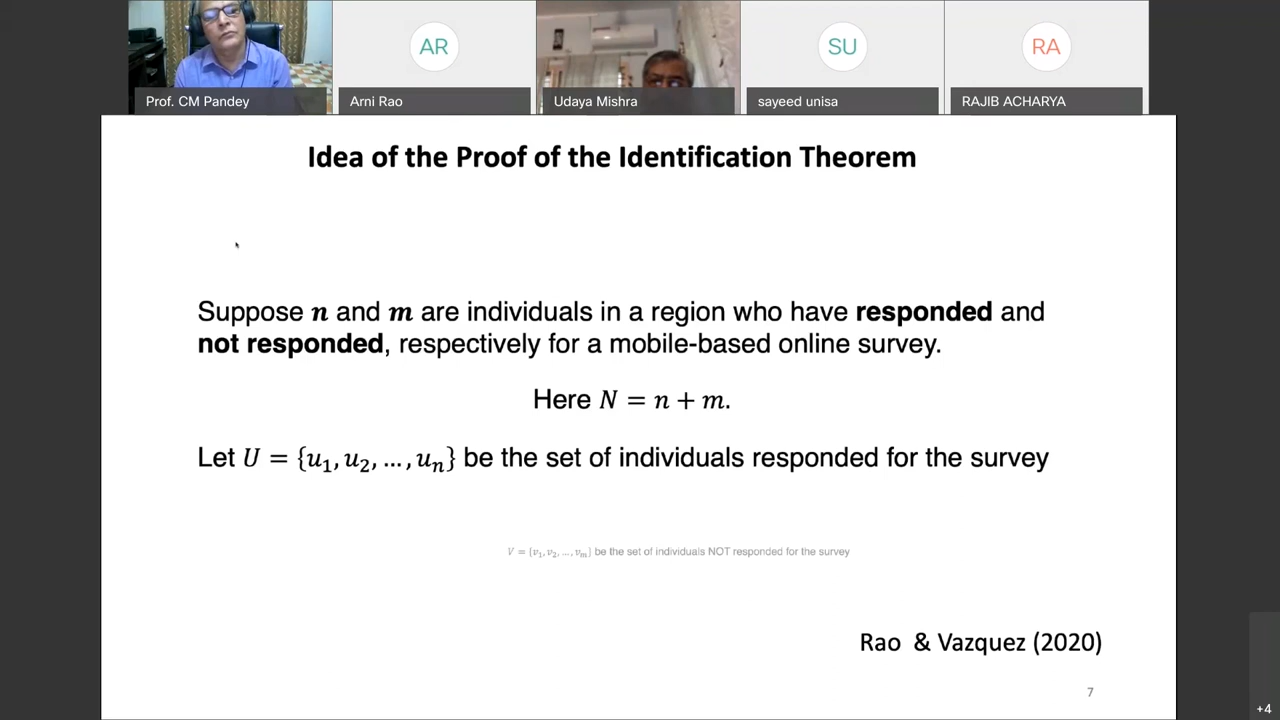 AR
SU
RA
Prof. CM Pandey
Arni Rao
Udaya Mishra
sayeed unisa
RAJIB ACHARYA
Idea of the Proof of the Identification Theorem
Suppose n and m are individuals in a region who have responded and
not responded, respectively for a mobile-based online survey.
Here N = n + m.
Let U = {u₁, u₂, ..., uₙ} be the set of individuals responded for the survey
V = {v₁, v₂, ..., vₘ} be the set of individuals NOT responded for the survey
Rao & Vazquez (2020)
7
+4